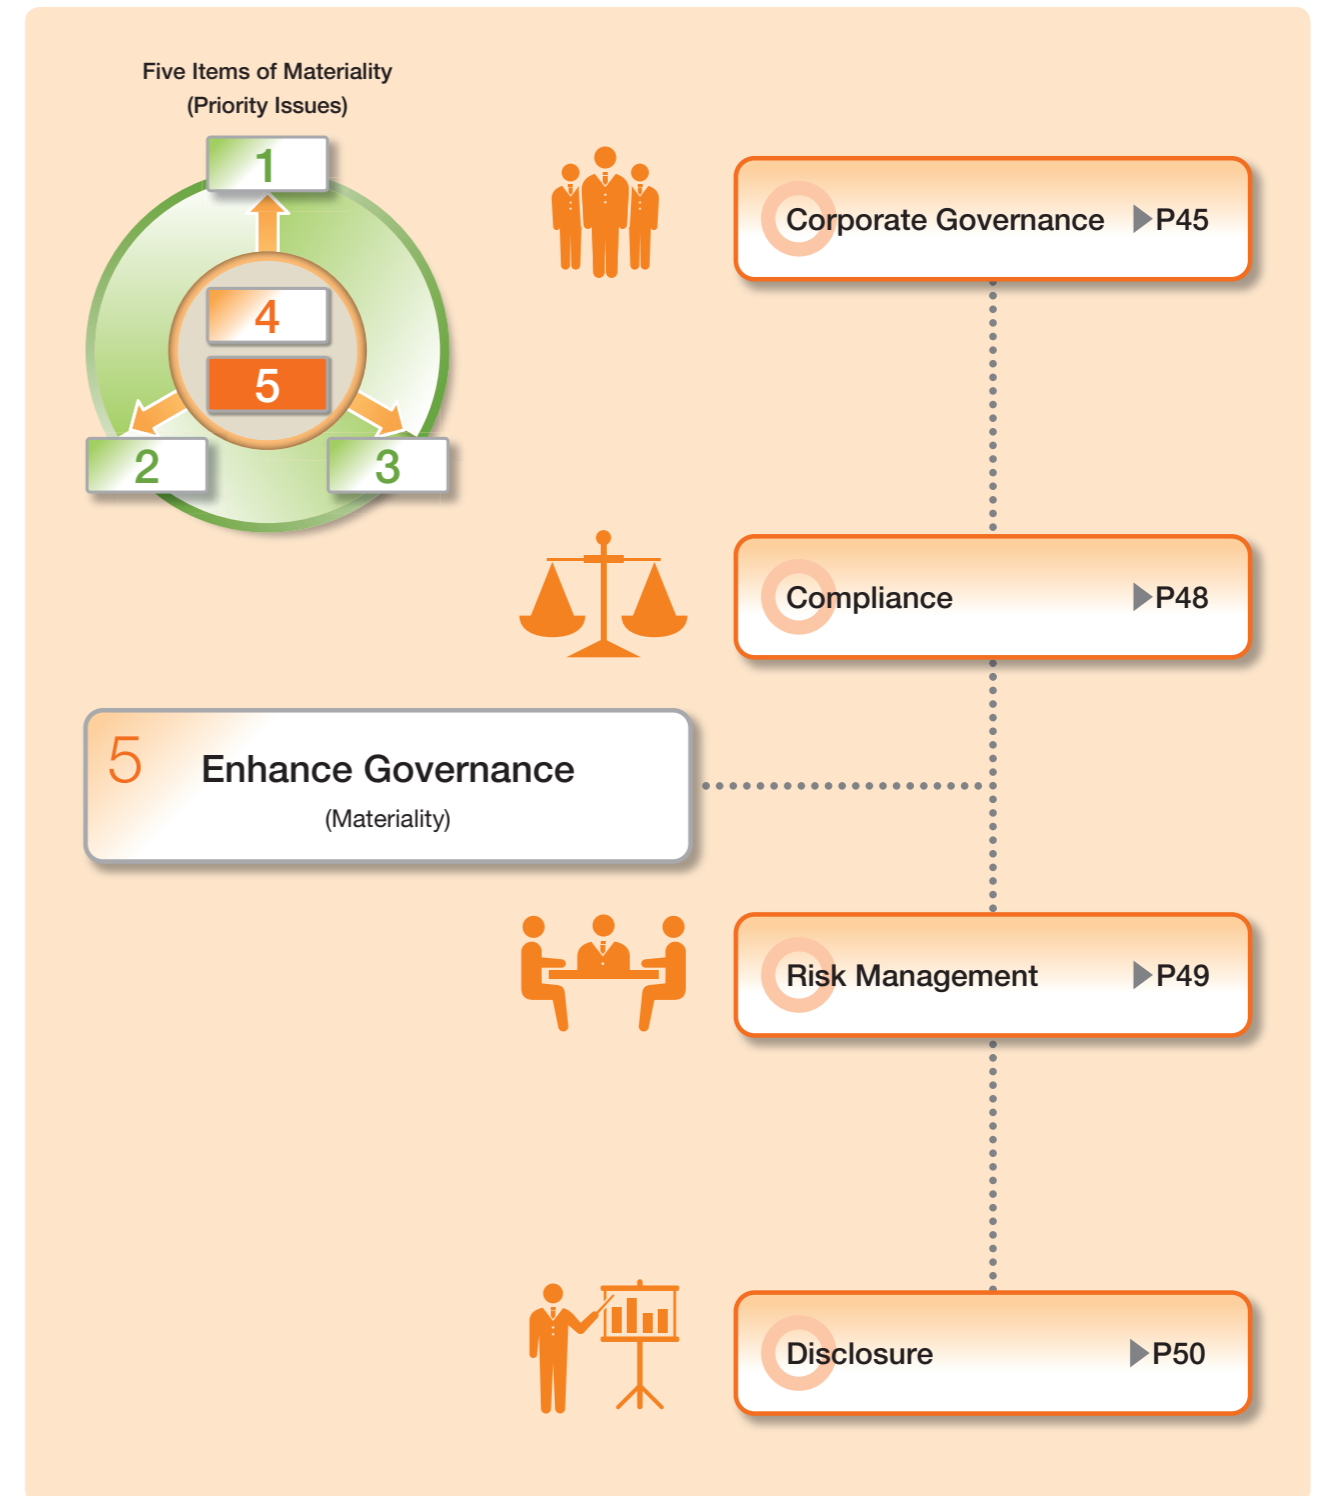 Five Items of Materiality
(Priority Issues)
1
4
5
2
3
Corporate Governance ▶P45
Compliance ▶P48
5
Enhance Governance
(Materiality)
Risk Management ▶P49
Disclosure ▶P50